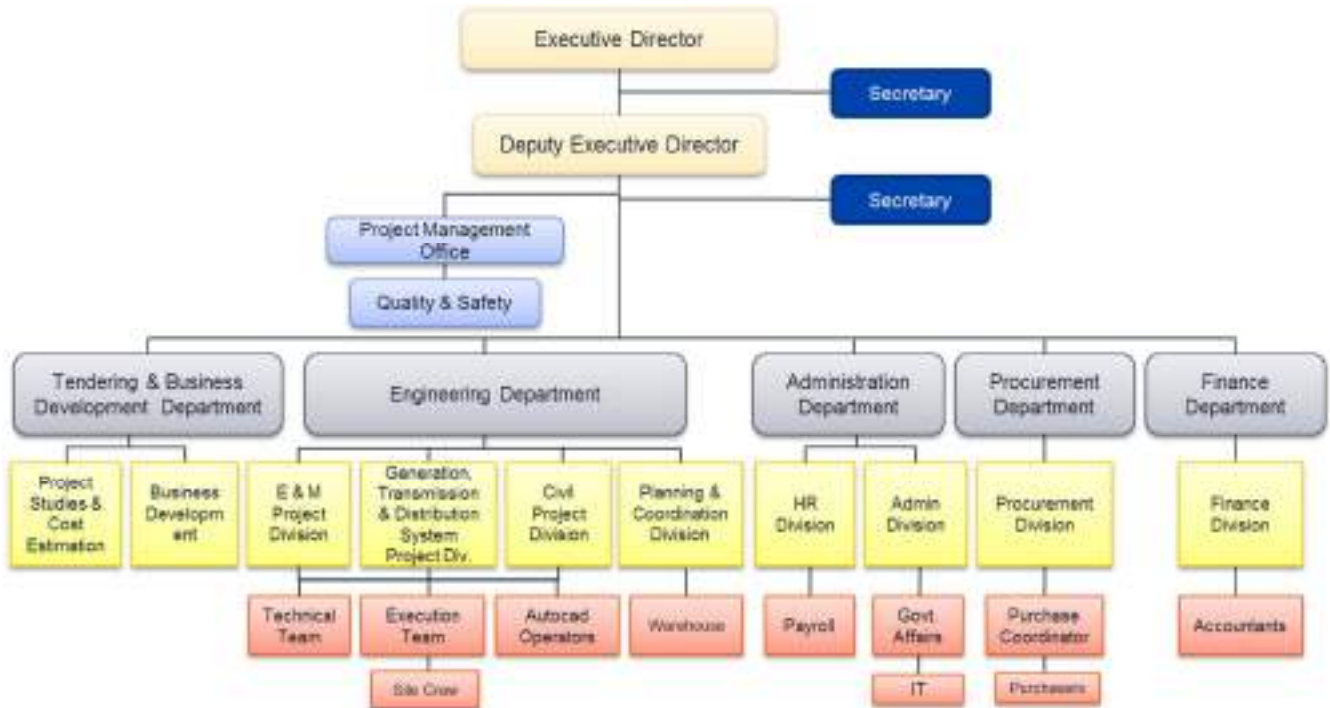 Executive Director
Secretary
Deputy Executive Director
Secretary
Project Management
Office
Quality & Safety
Tendering & Business
Development Department
Engineering Department
Administration
Department
Procurement
Department
Finance
Department
Project
Studies &
Cost
Estimation
Business
Developm
ent
E & M
Project
Division
Generation,
Transmission
& Distribution
System
Project Div.
Civil
Project
Division
Planning &
Coordination
Division
HR
Division
Admin
Division
Procurement
Division
Finance
Division
Technical
Team
Execution
Team
Autocad
Operators
Warehouse
Payroll
Govt
Affairs
Purchase
Coordinator
Accountants
Site Crew
IT
Purchasers